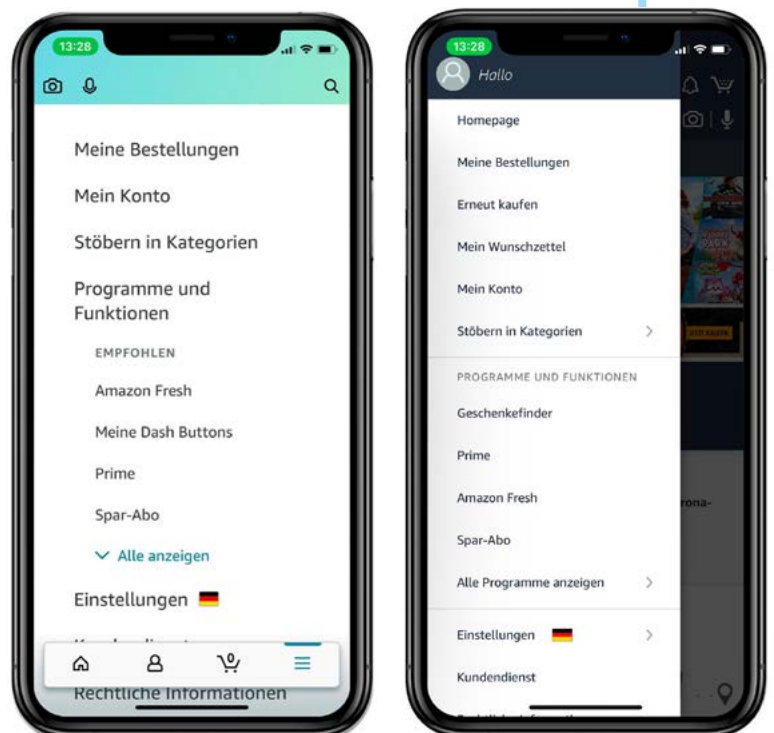 13:28
Meine Bestellungen
Mein Konto
Stöbern in Kategorien
Programme und
Funktionen
EMPFOHLEN
Amazon Fresh
Meine Dash Buttons
Prime
Spar-Abo
Alle anzeigen
Einstellungen
0
Rechtliche Informationen
13:28
Hallo
Homepage
Meine Bestellungen
Erneut kaufen
Mein Wunschzettel
Mein Konto
Stöbern in Kategorien
PROGRAMME UND FUNKTIONEN
Geschenkefinder
Prime
Amazon Fresh
rona-
Spar-Abo
Alle Programme anzeigen
Einstellungen
Kundendienst